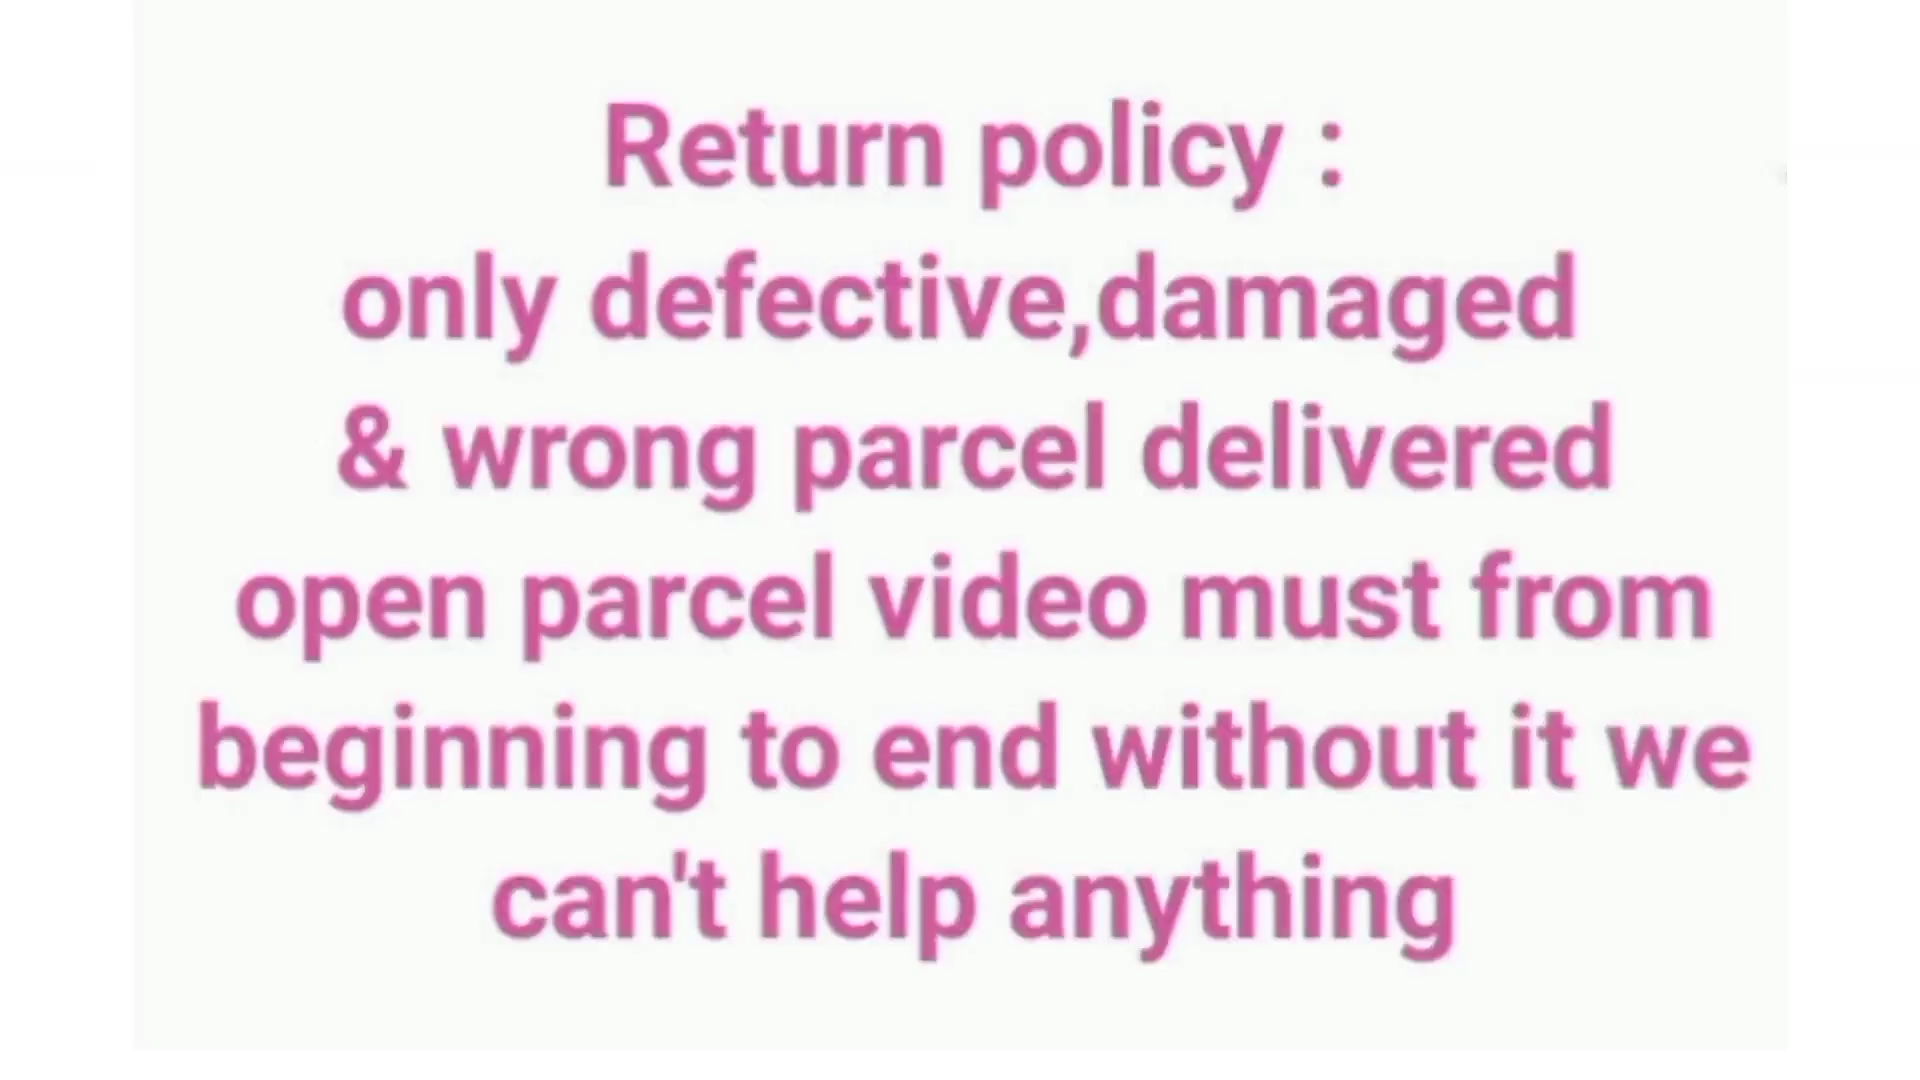 Return policy :
only defective,damaged
& wrong parcel delivered
open parcel video must from
beginning to end without it we
can't help anything